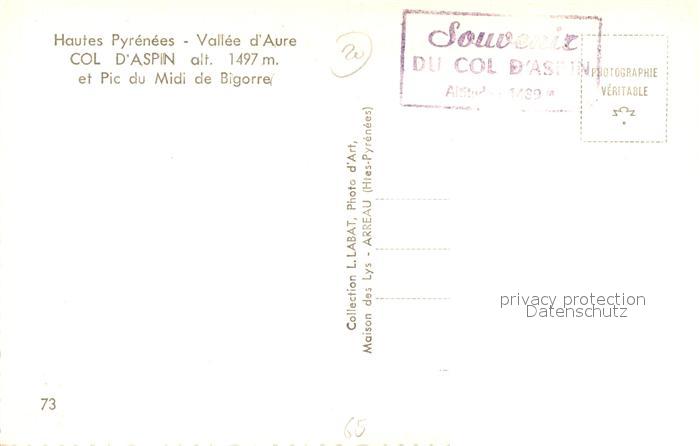 Hautes Pyrénées - Vallée d'Aure
COL D'ASPIN alt. 1497 m.
et Pic du Midi de Bigorre
20
Souvenir
DU COL D'ASPIN
PHOTOGRAPHIE
VÉRITABLE
Collection L. LABAT, Photo d'Art,
Maison des Lys - ARREAU (Htes-Pyrénées)
privacy protection
Datenschutz
73
65